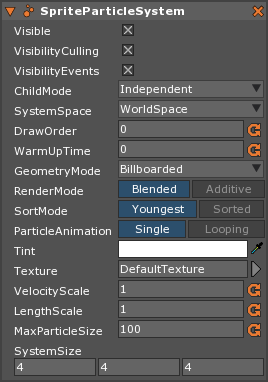 SpriteParticleSystem
Visible
VisibilityCulling
VisibilityEvents
ChildMode Independent
SystemSpace WorldSpace
DrawOrder 0
WarmUpTime 0
GeometryMode Billboarded
RenderMode Blended Additive
SortMode Youngest Sorted
ParticleAnimation Single Looping
Tint
Texture DefaultTexture
VelocityScale 1
LengthScale 1
MaxParticleSize 100
SystemSize
4 4 4